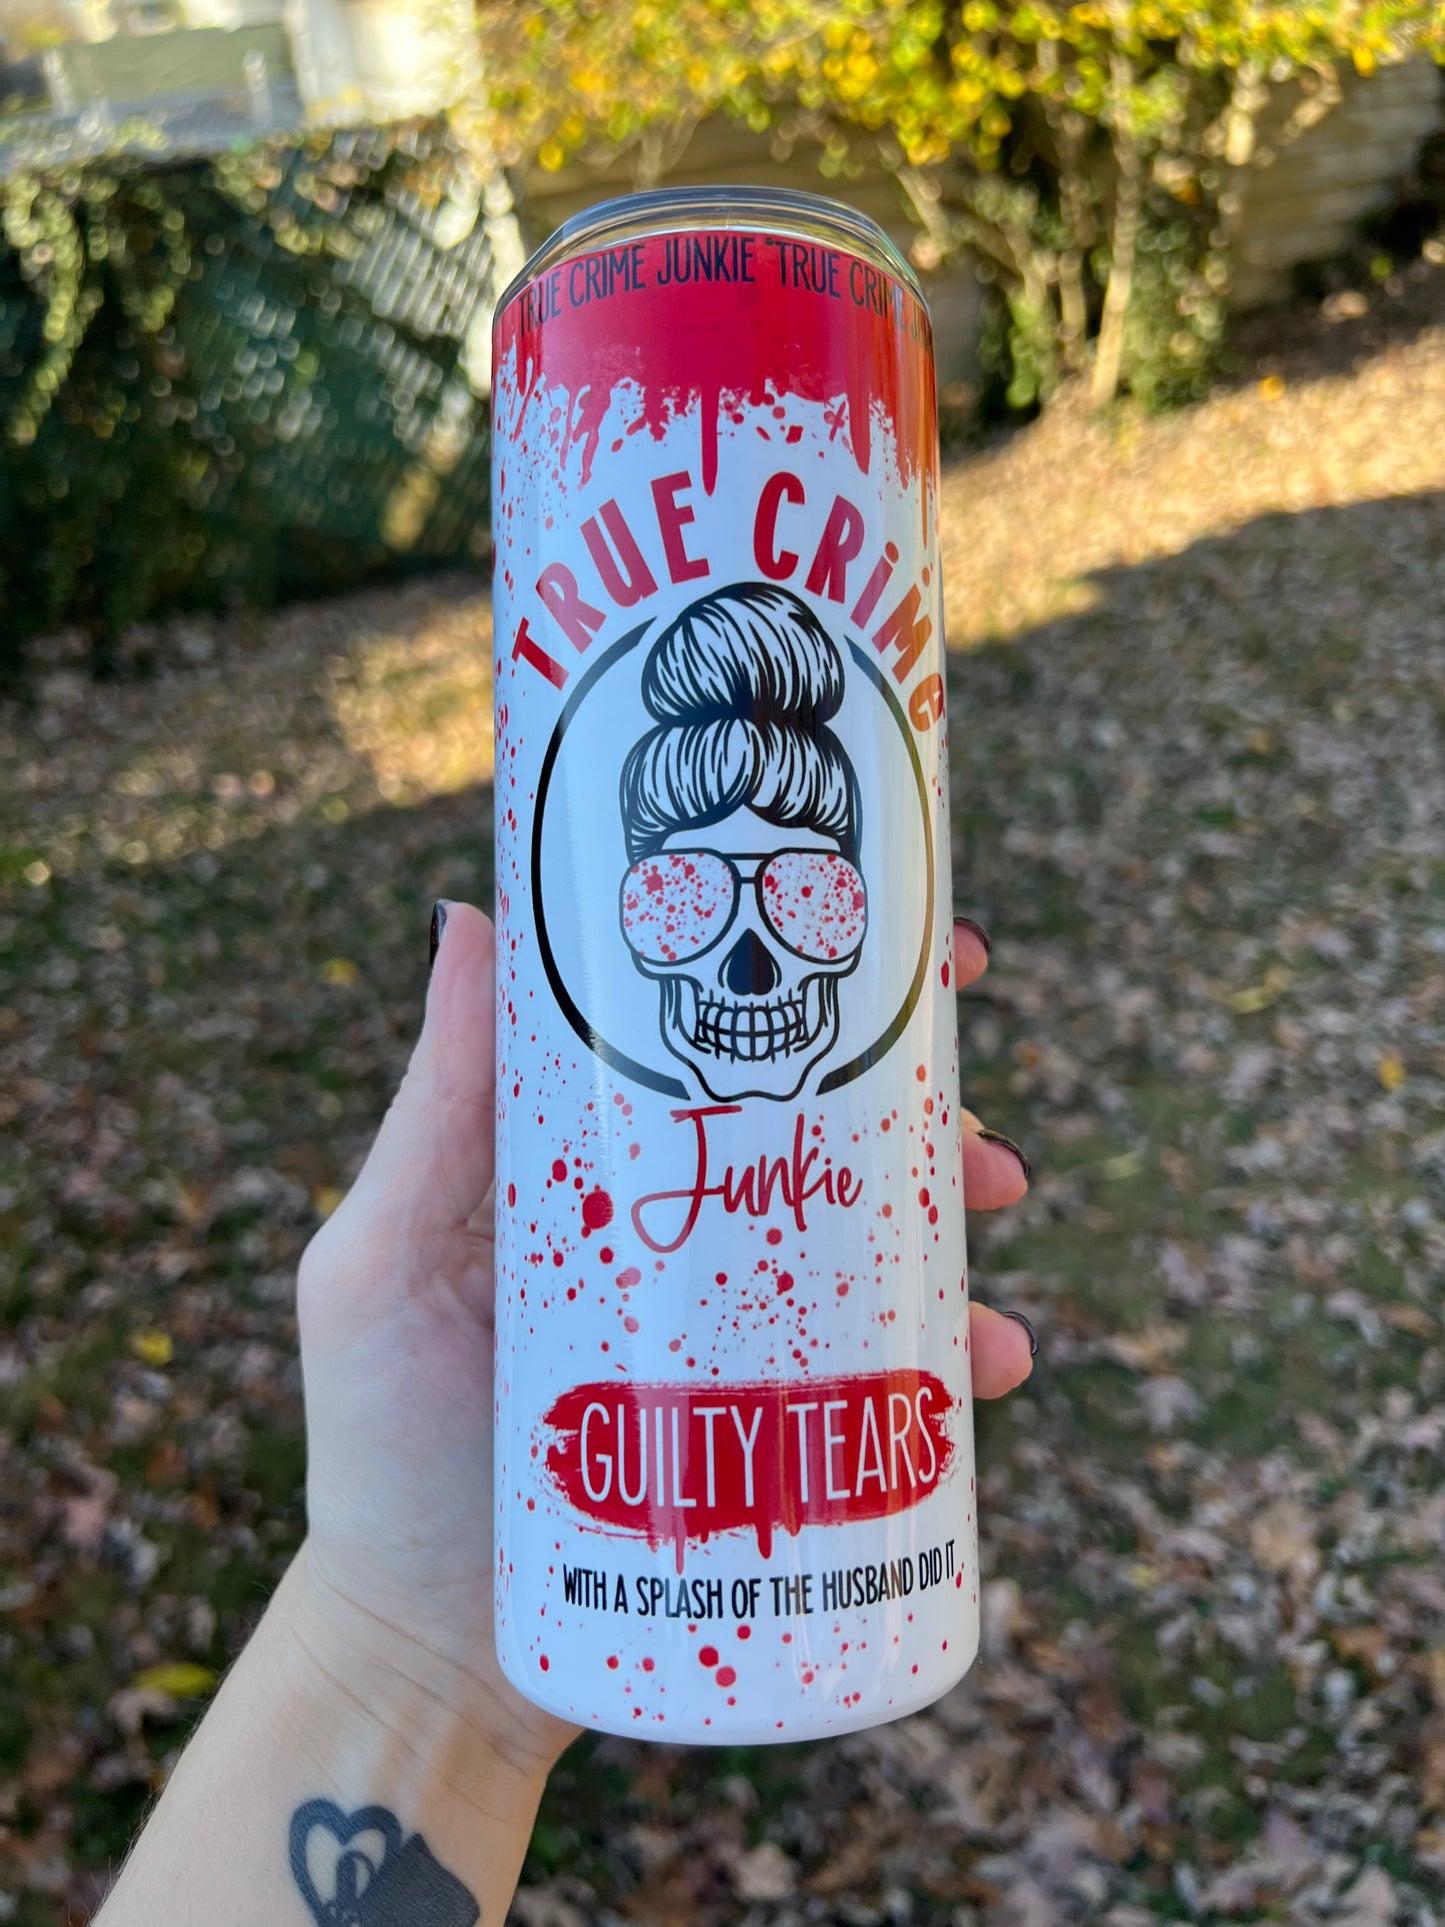 TRUE CRIME JUNKIE *TRUE CRIME
TRUE CRiMe
Junkie
GUILTY TEARS
WITH A SPLASH OF THE HUSBAND DID IT